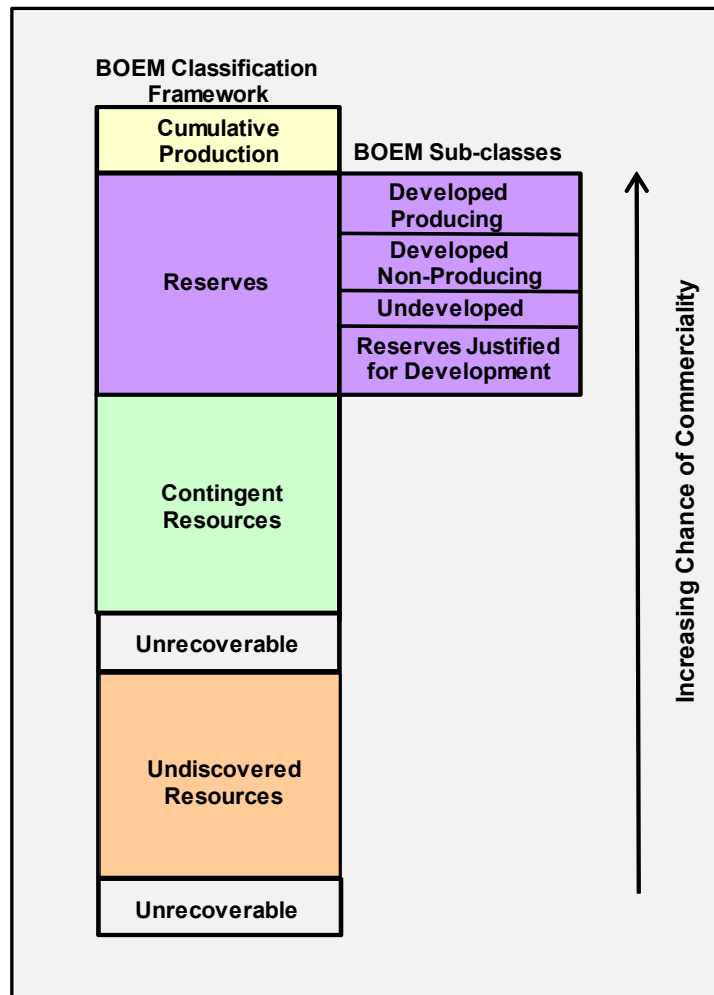 BOEM Classification
Framework
Cumulative
Production
BOEM Sub-classes
Developed
Producing
Reserves
Developed
Non-Producing
Undeveloped
Reserves Justified
for Development
Contingent
Resources
Unrecoverable
Undiscovered
Resources
Unrecoverable
Increasing Chance of Commerciality